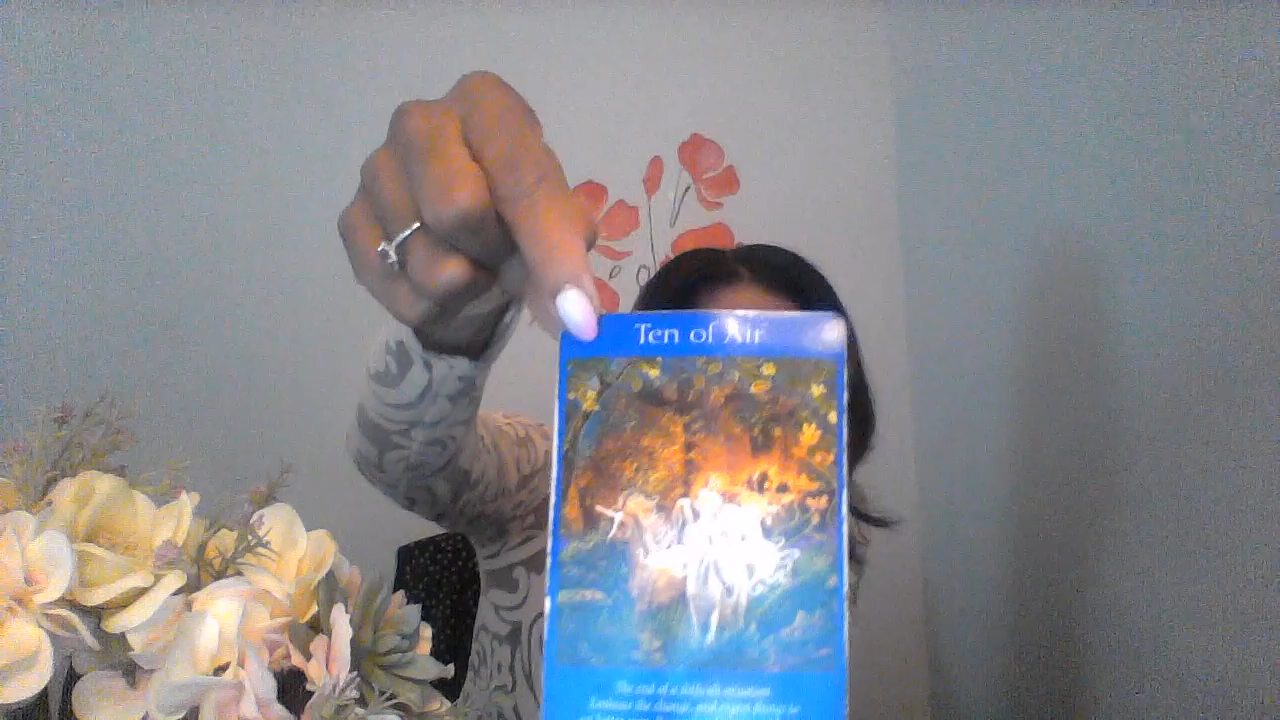 Ten of Air
The end of a difficult situation.
Embrace the change, and expect things to